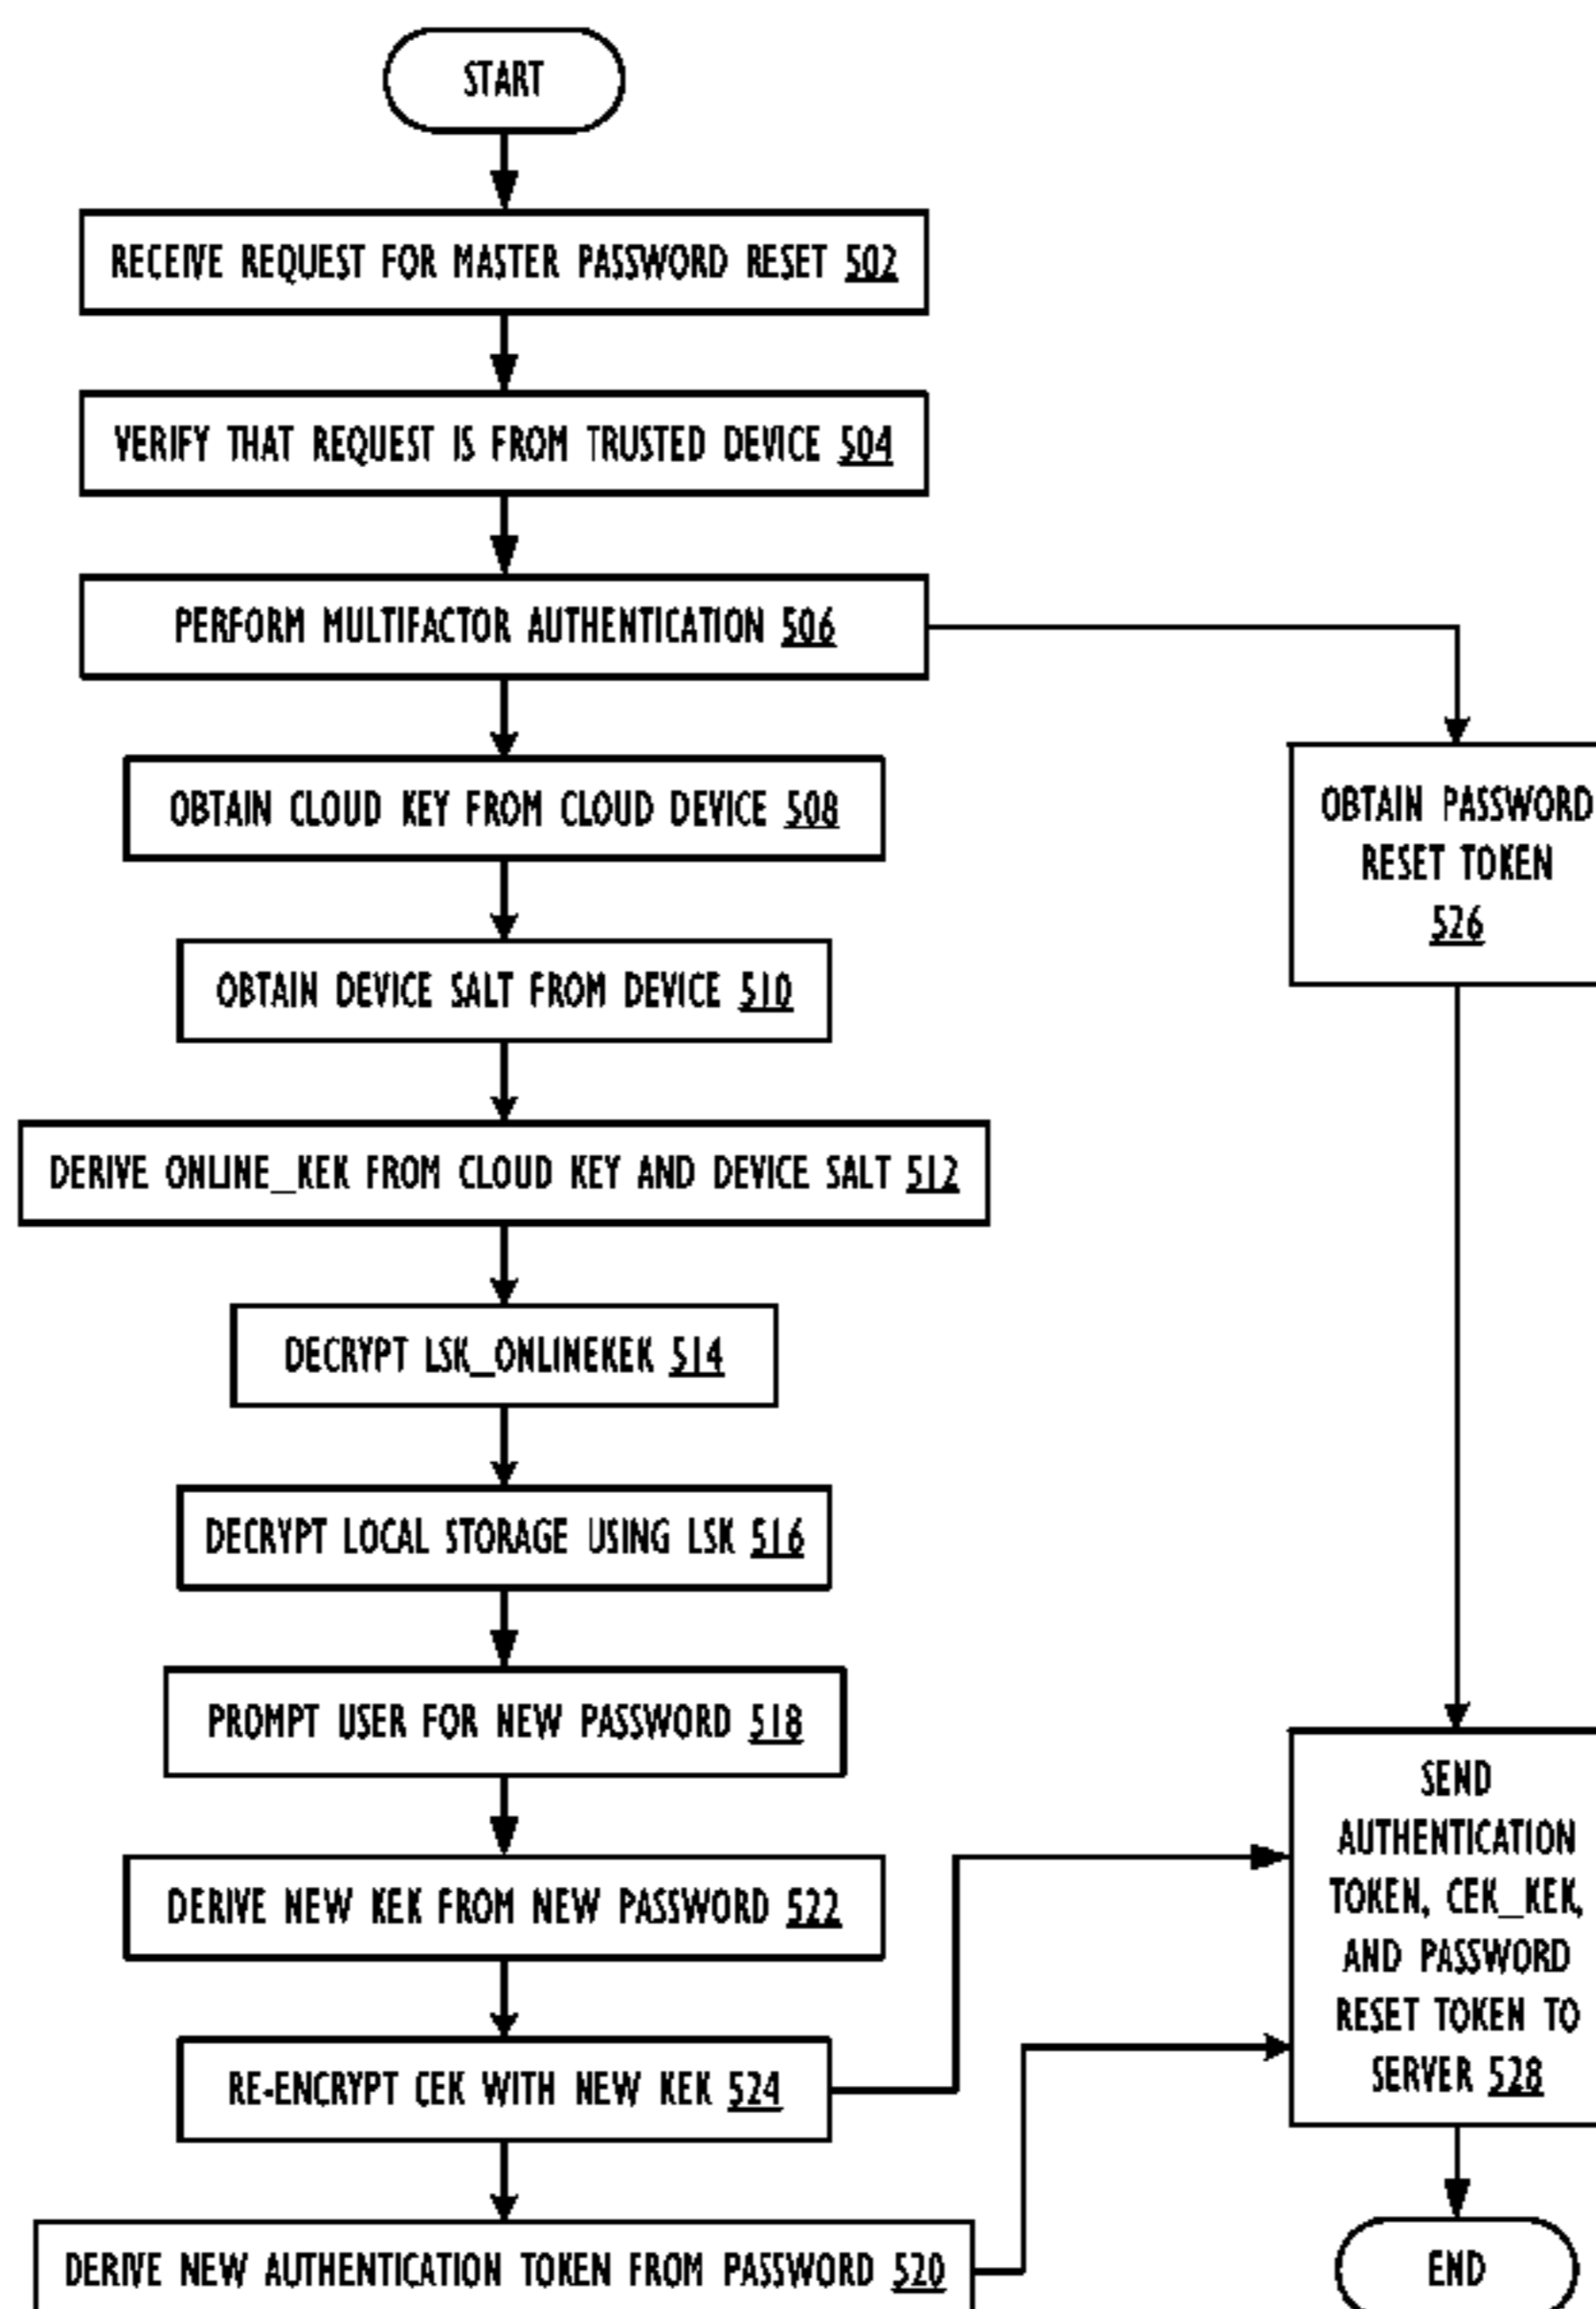 START
RECEIVE REQUEST FOR MASTER PASSWORD RESET 502
VERIFY THAT REQUEST IS FROM TRUSTED DEVICE 504
PERFORM MULTIFACTOR AUTHENTICATION 506
OBTAIN CLOUD KEY FROM CLOUD DEVICE 508
OBTAIN DEVICE SALT FROM DEVICE 510
DERIVE ONLINE_KEK FROM CLOUD KEY AND DEVICE SALT 512
DECRYPT LSK_ONLINEKEK 514
DECRYPT LOCAL STORAGE USING LSK 516
PROMPT USER FOR NEW PASSWORD 518
DERIVE NEW KEK FROM NEW PASSWORD 522
RE-ENCRYPT CEK WITH NEW KEK 524
DERIVE NEW AUTHENTICATION TOKEN FROM PASSWORD 520
OBTAIN PASSWORD
RESET TOKEN
526
SEND
AUTHENTICATION
TOKEN, CEK_KEK,
AND PASSWORD
RESET TOKEN TO
SERVER 528
END